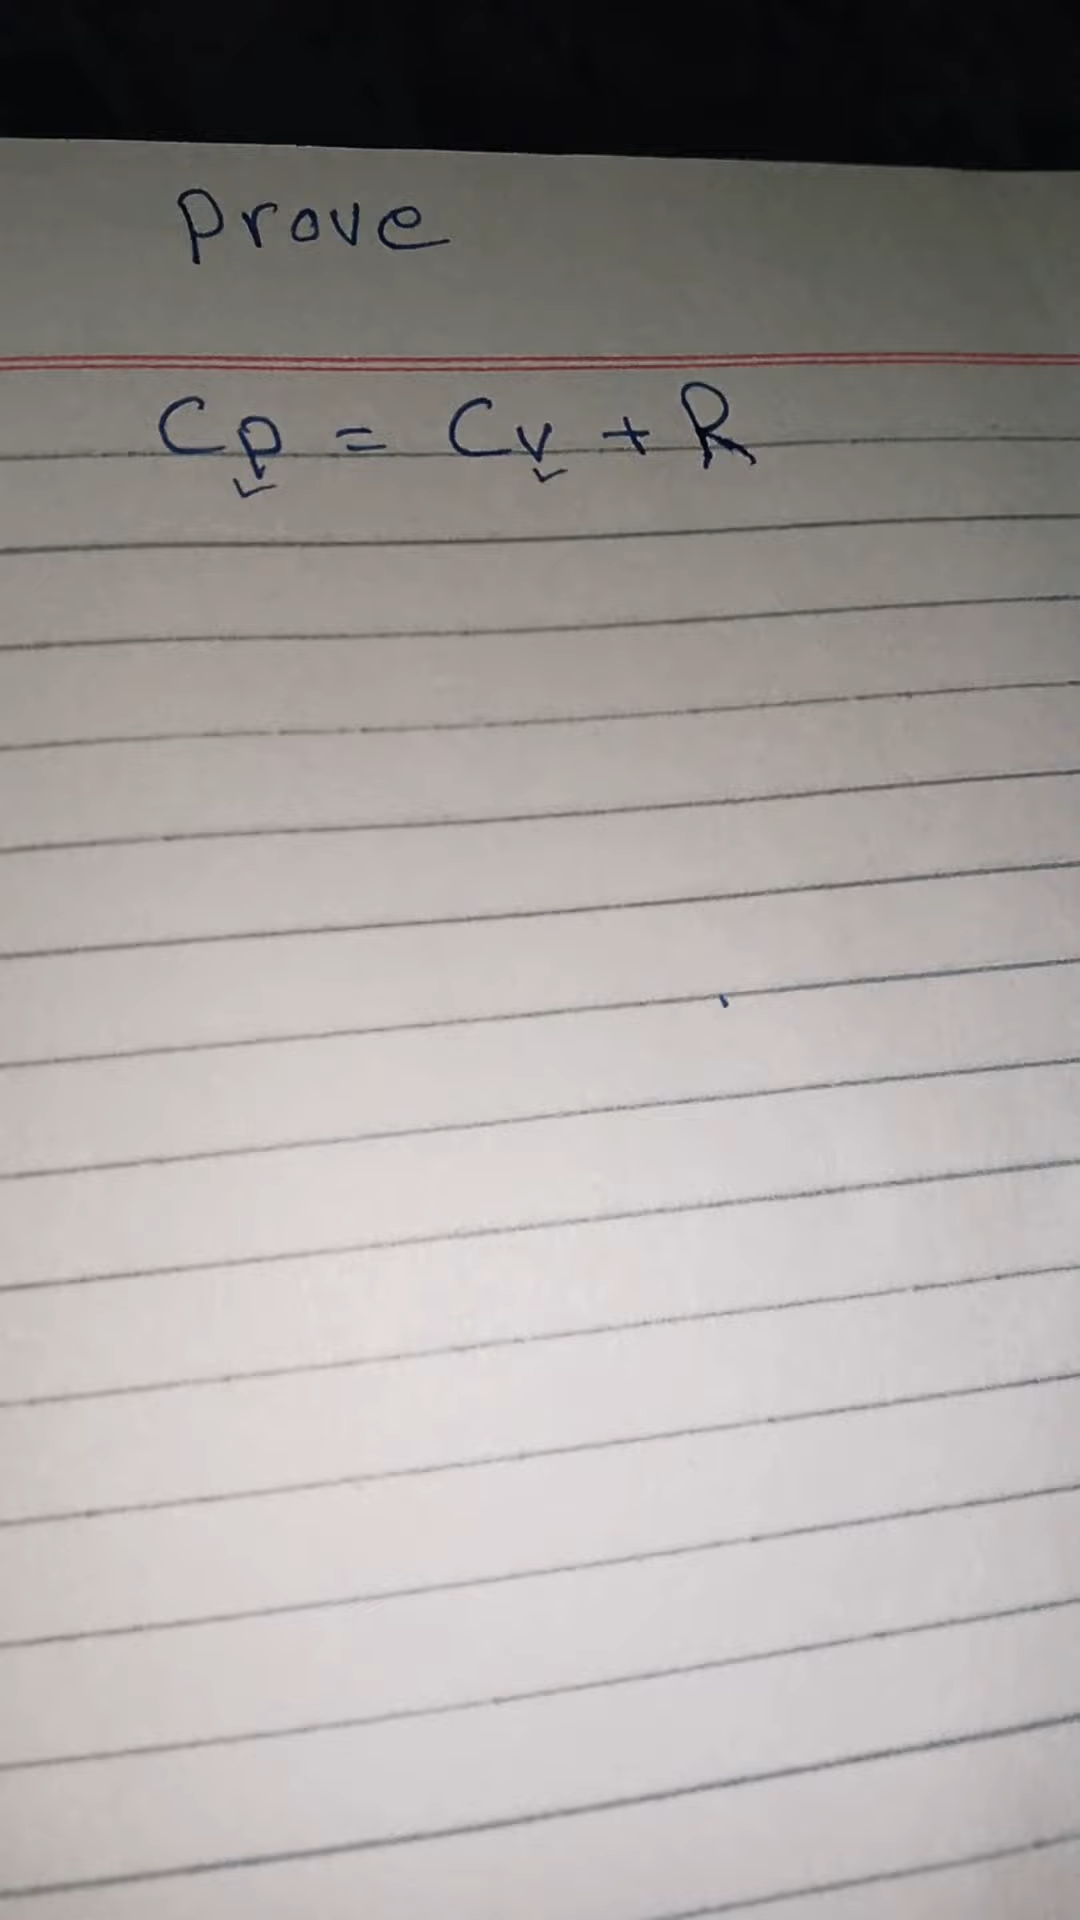 Prove
Cp = Cv + R